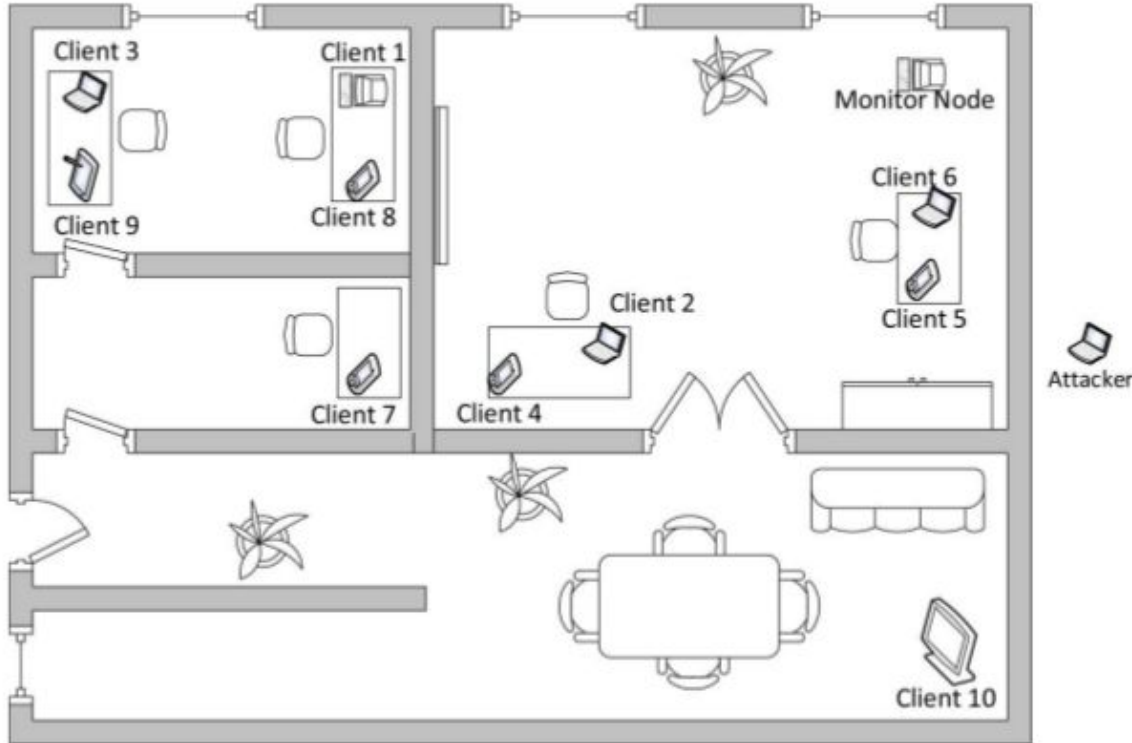 Client 3
Client 1
Monitor Node
Client 6
Client 9
Client 8
Client 2
Client 5
Attacker
Client 7
Client 4
Client 10